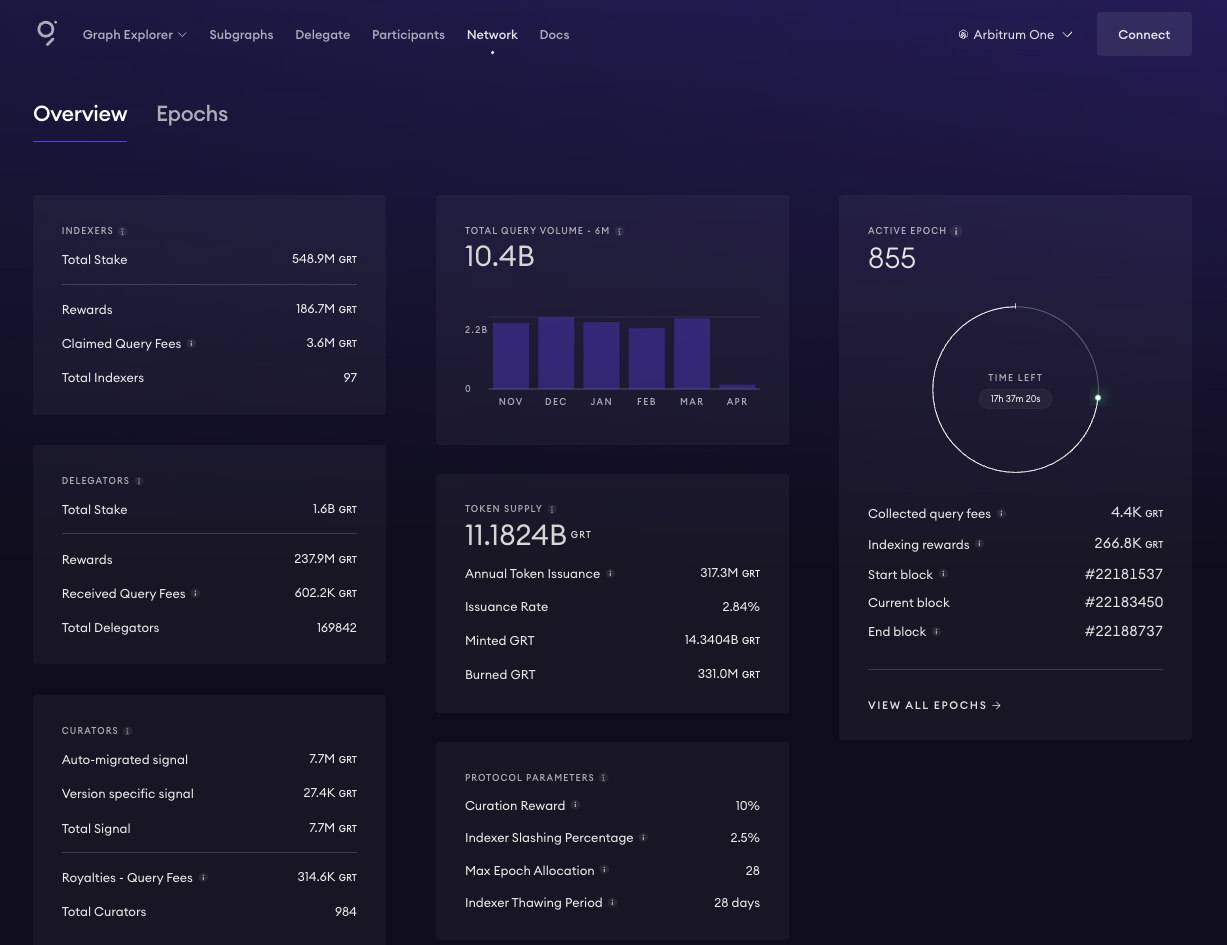 Graph Explorer Subgraphs Delegate Participants Network Docs Arbitrum One Connect
Overview Epochs
INDEXERS
Total Stake 548.9M GRT
Rewards 186.7M GRT
Claimed Query Fees 3.6M GRT
Total Indexers 97
DELEGATORS
Total Stake 1.6B GRT
Rewards 237.9M GRT
Received Query Fees 602.2K GRT
Total Delegators 169842
CURATORS
Auto-migrated signal 7.7M GRT
Version specific signal 27.4K GRT
Total Signal 7.7M GRT
Royalties - Query Fees 314.6K GRT
Total Curators 984
TOTAL QUERY VOLUME - 6M
10.4B
2.2B
0
NOV DEC JAN FEB MAR APR
TOKEN SUPPLY
11.1824B GRT
Annual Token Issuance 317.3M GRT
Issuance Rate 2.84%
Minted GRT 14.3404B GRT
Burned GRT 331.0M GRT
PROTOCOL PARAMETERS
Curation Reward 10%
Indexer Slashing Percentage 2.5%
Max Epoch Allocation 28
Indexer Thawing Period 28 days
ACTIVE EPOCH
855
TIME LEFT
17h 37m 20s
Collected query fees 4.4K GRT
Indexing rewards 266.8K GRT
Start block #22181537
Current block #22183450
End block #22188737
VIEW ALL EPOCHS →